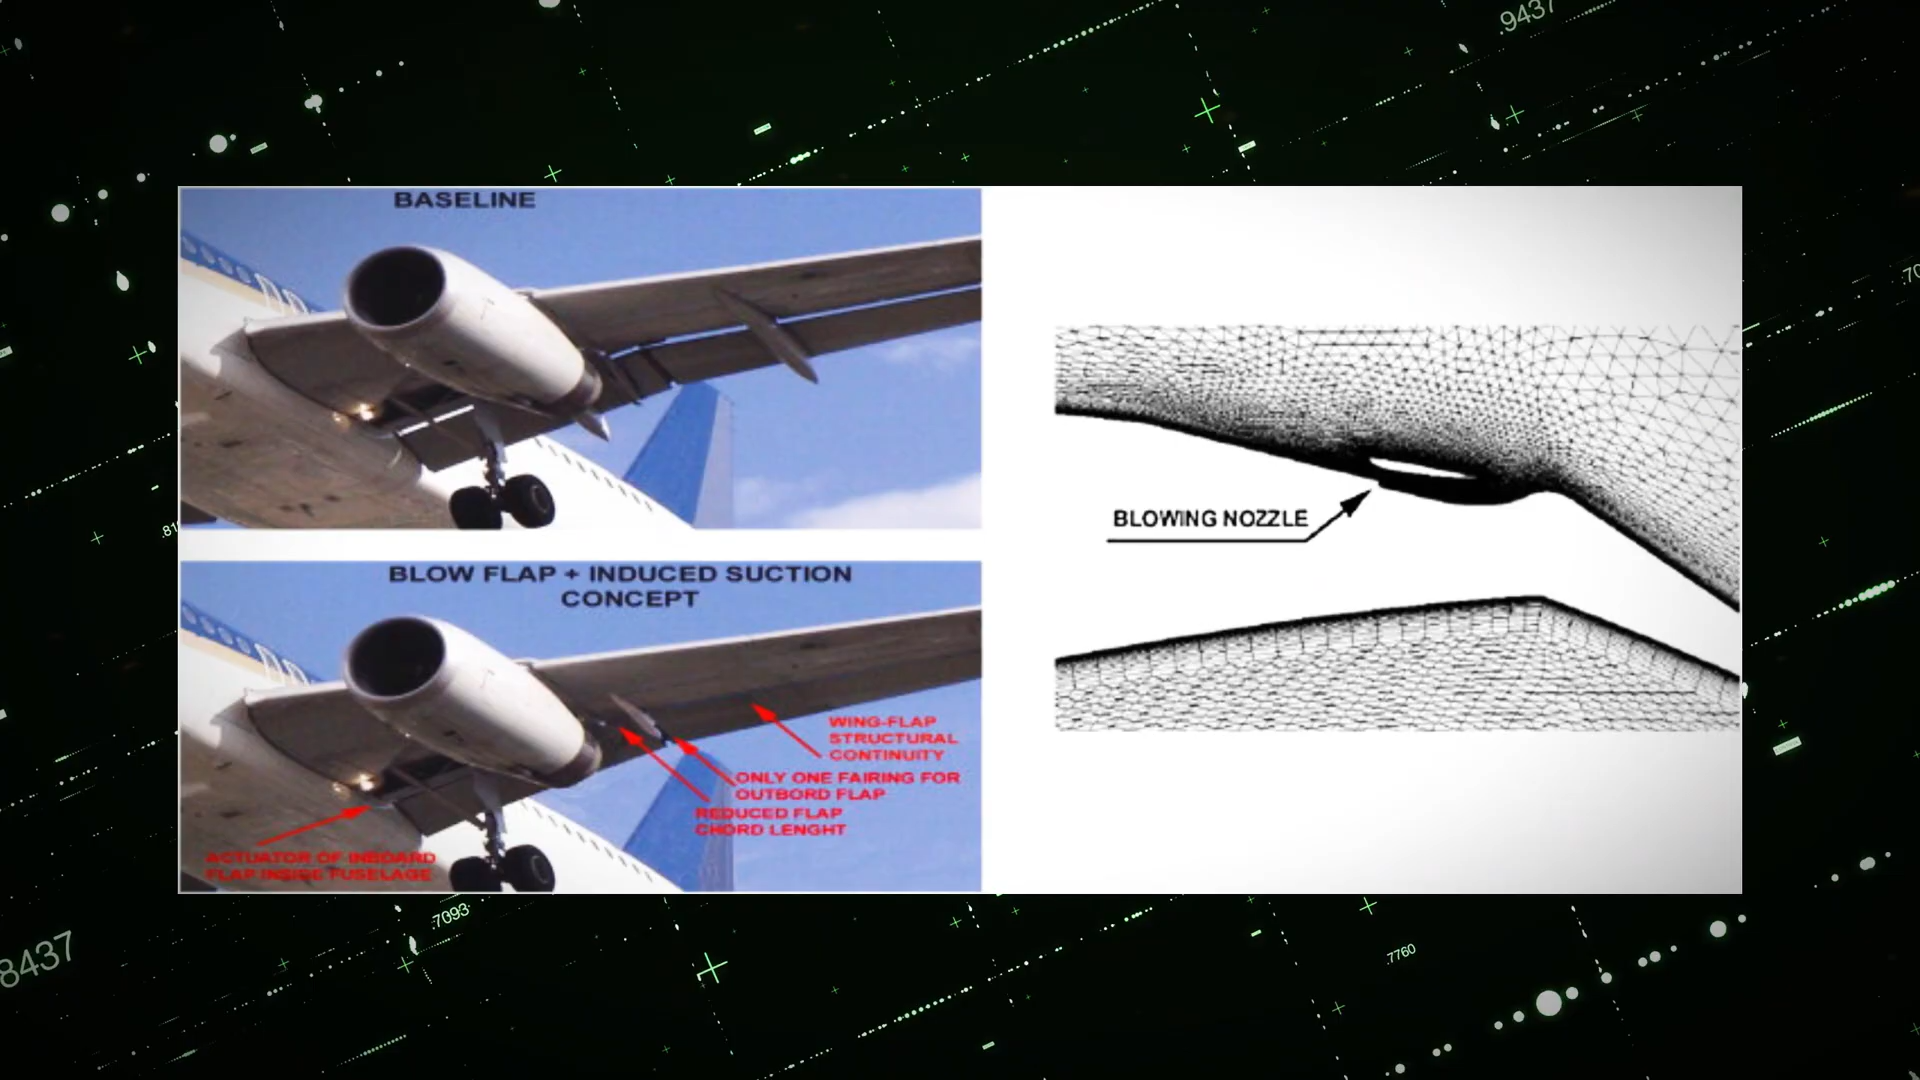 .9437
BASELINE
BLOWING NOZZLE
BLOW FLAP + INDUCED SUCTION
CONCEPT
WING-FLAP
STRUCTURAL
CONTINUITY
ONLY ONE FAIRING FOR
OUTBORD FLAP
REDUCED FLAP
CHORD LENGHT
ACTUATOR OF INBOARD
FLAP INSIDE FUSELAGE
.7093
8437
.7760